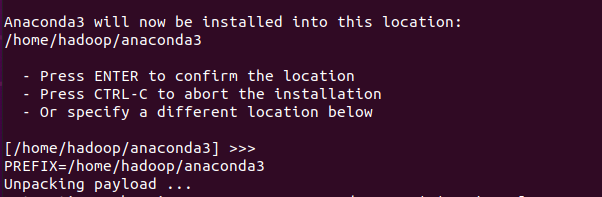 Anaconda3 will now be installed into this location:
/home/hadoop/anaconda3
- Press ENTER to confirm the location
- Press CTRL-C to abort the installation
- Or specify a different location below
[/home/hadoop/anaconda3] >>>
PREFIX=/home/hadoop/anaconda3
Unpacking payload ...